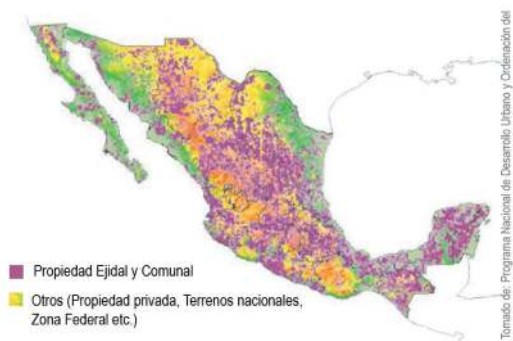 Propiedad Ejidal y Comunal
Otros (Propiedad privada, Terrenos nacionales,
Zona Federal etc.)
Tomado de: Programa Nacional de Desarrollo Urbano y Ordenación del